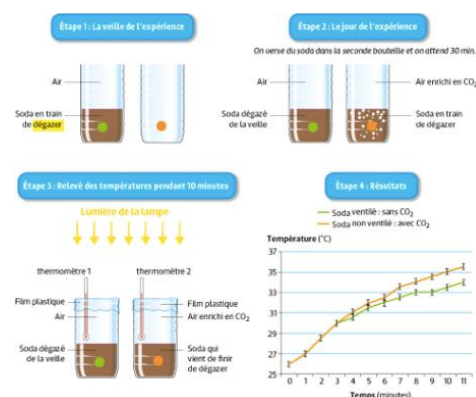 Étape 1 : La veille de l'expérience
Air
Soda en train
de dégazer
Étape 2 : Le jour de l'expérience
On verse du soda dans la seconde bouteille et on attend 30 min.
Air
Air enrichi en CO₂
Soda dégazé
de la veille
Soda en train
de dégazer
Étape 3 : Relevé des températures pendant 10 minutes
Lumière de la lampe
thermomètre 1
thermomètre 2
Film plastique
Air
Film plastique
Air enrichi en CO₂
Soda dégazé
de la veille
Soda qui
vient de finir
de dégazer
Étape 4 : Résultats
Soda ventilé : sans CO₂
Soda non ventilé : avec CO₂
Température (°C)
37
35
33
31
29
27
25
0 1 2 3 4 5 6 7 8 9 10 11
Temps (minutes)